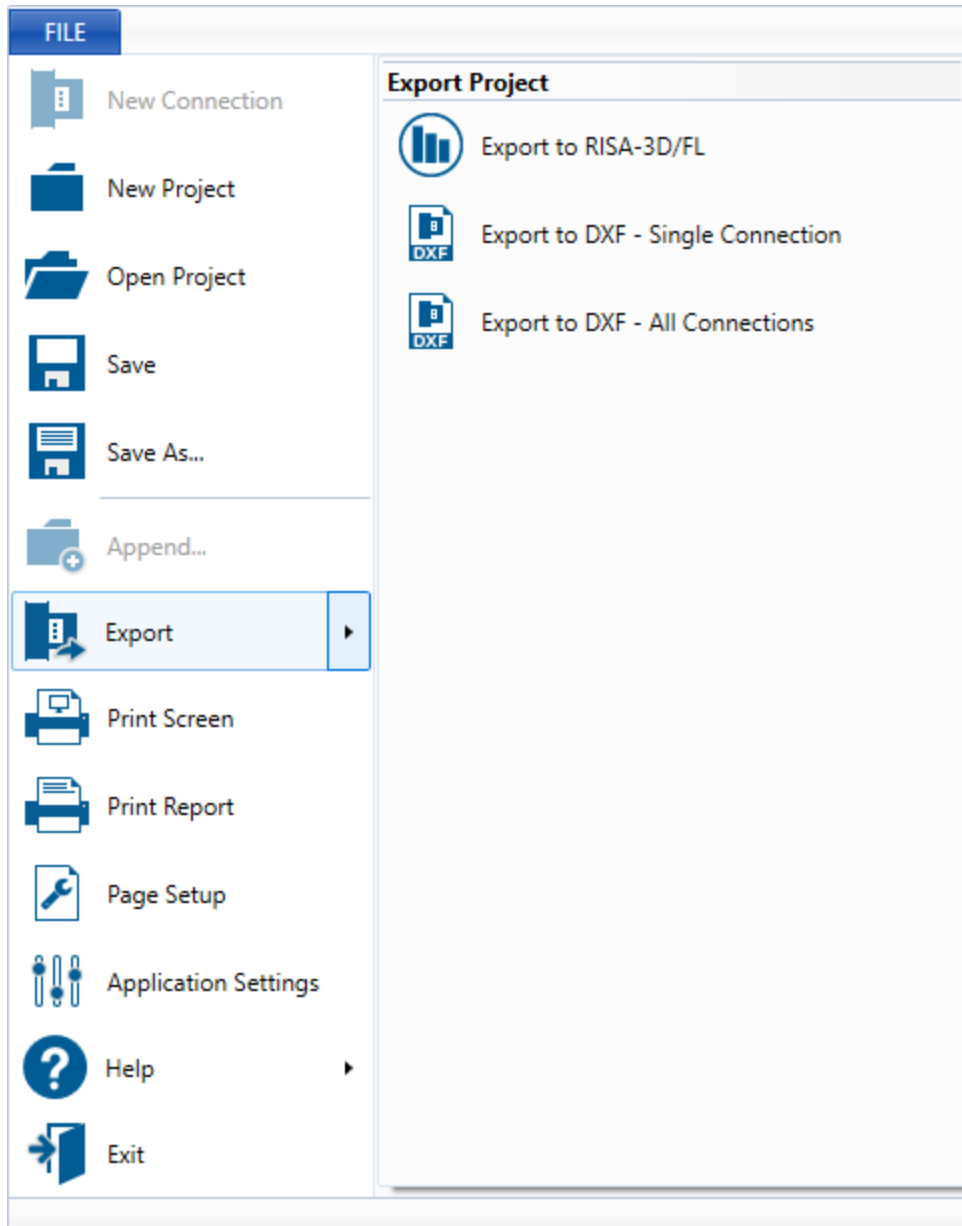 FILE
New Connection
New Project
Open Project
Save
Save As...
Append...
Export
Print Screen
Print Report
Page Setup
Application Settings
?
Help
Exit
Export Project
Export to RISA-3D/FL
DXF
Export to DXF - Single Connection
DXF
Export to DXF - All Connections